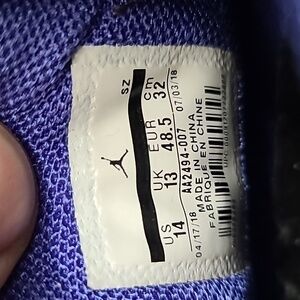 US UK EUR cm
14 13 48.5 32
SZ
AA2494-007
04/17/18 07/03/18
MADE IN CHINA
FABRIQUE EN CHINE